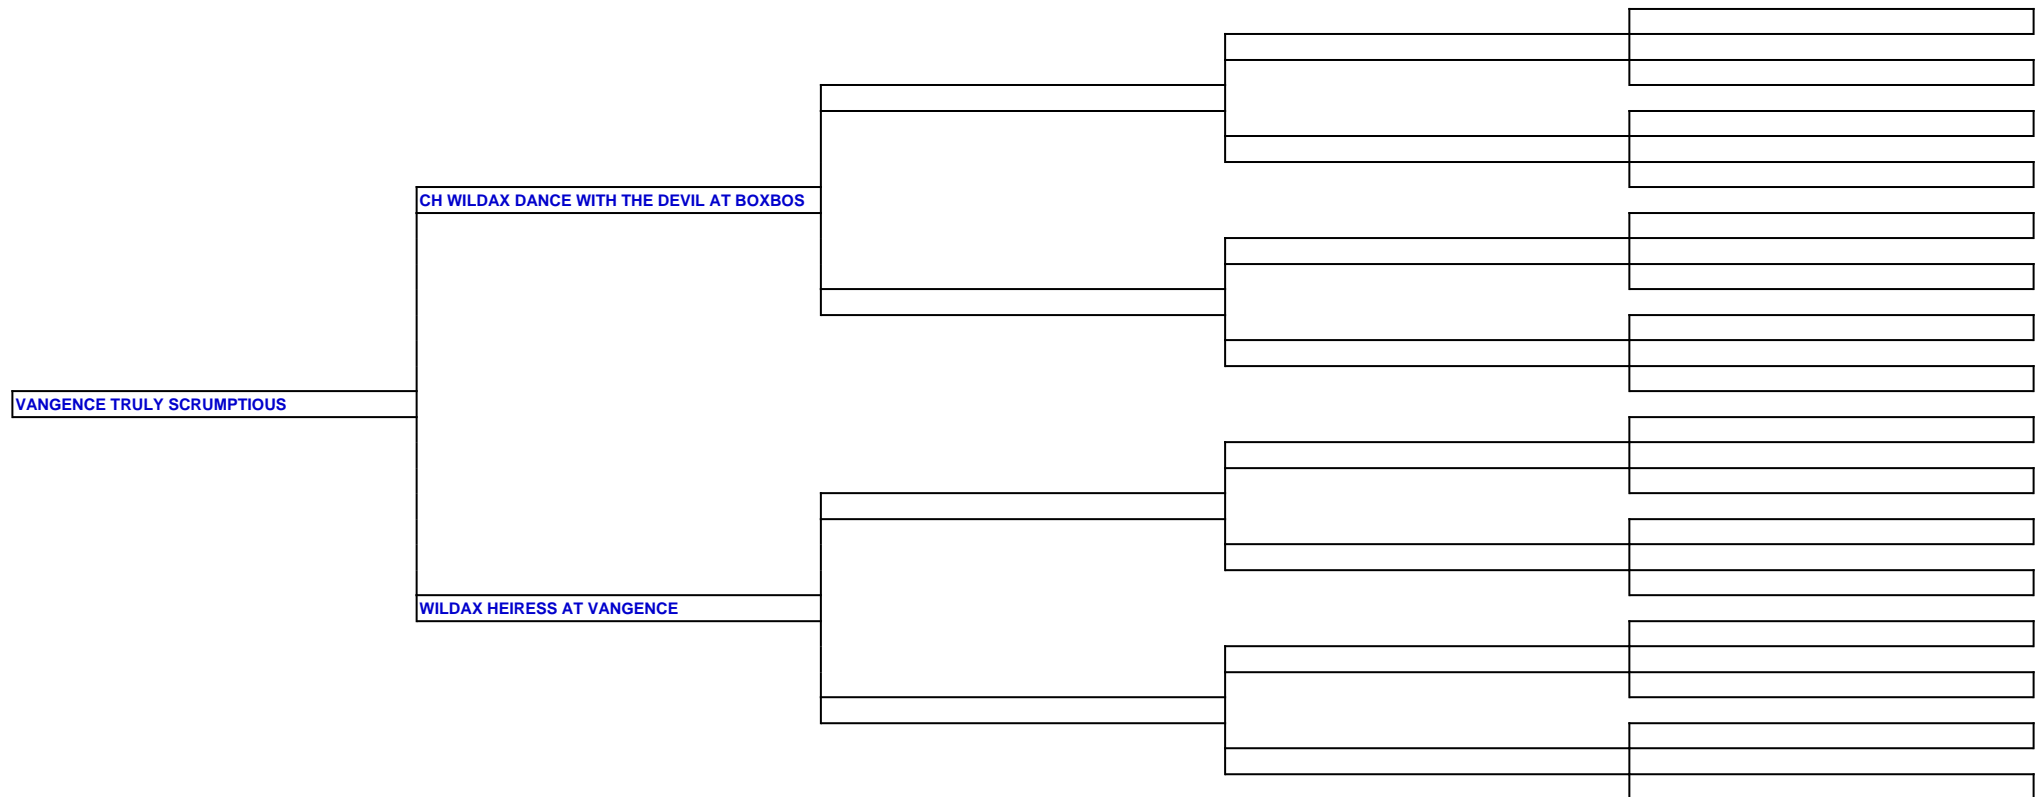 CH WILDAX DANCE WITH THE DEVIL AT BOXBOS
VANGENCE TRULY SCRUMPTIOUS
WILDAX HEIRESS AT VANGENCE